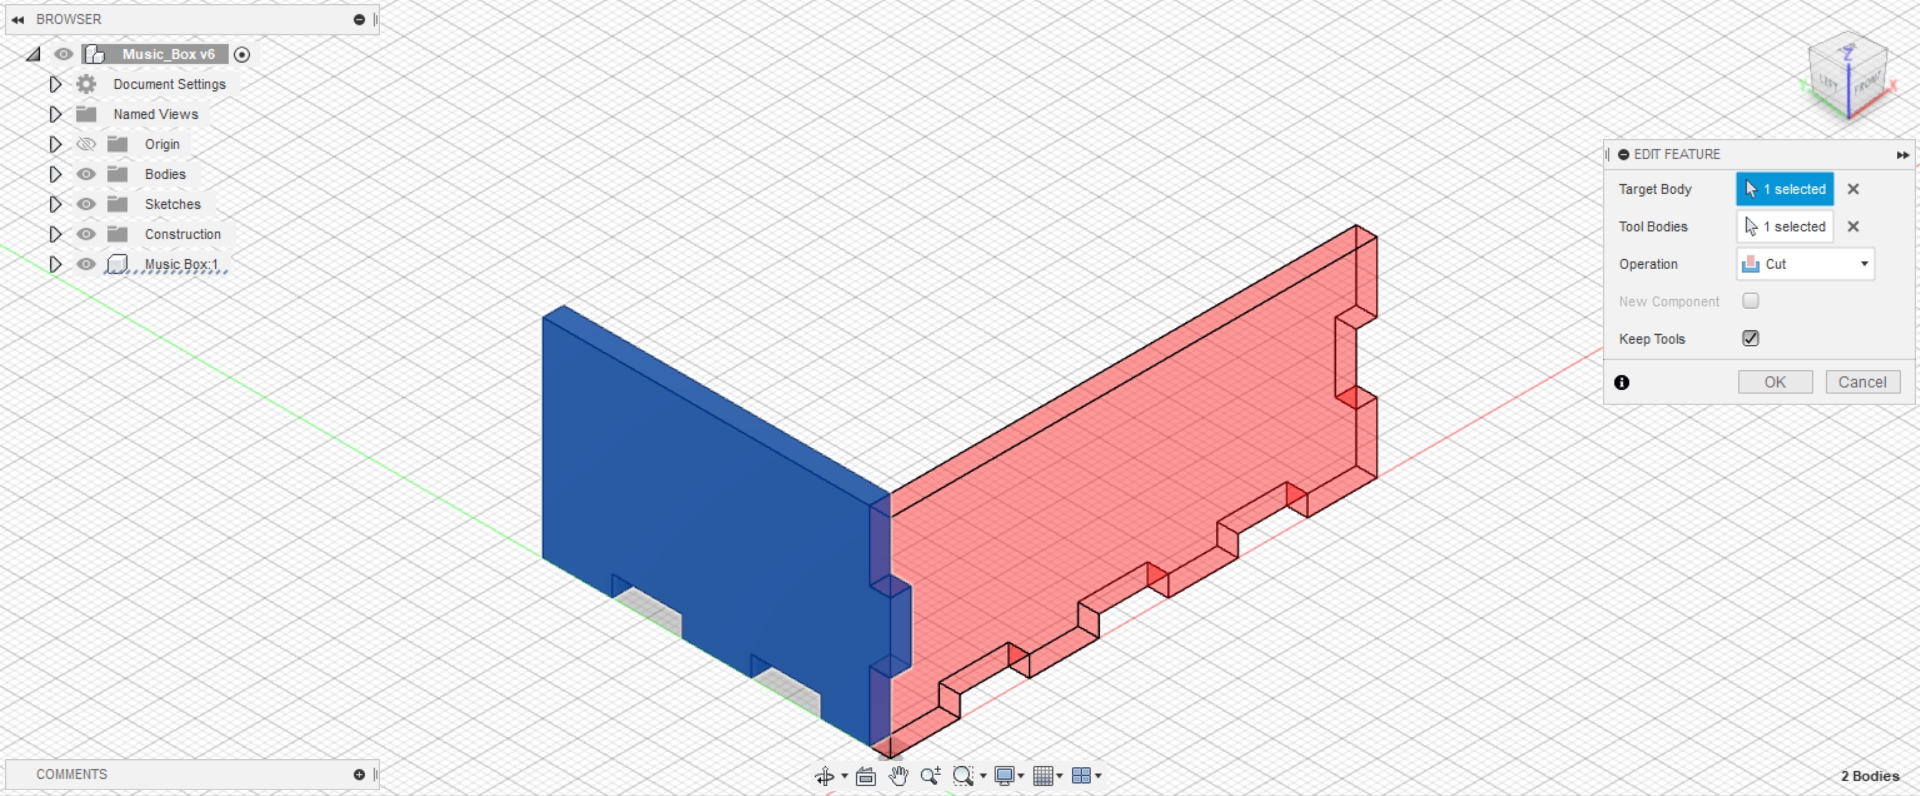 BROWSER
Music_Box v6
Document Settings
Named Views
Origin
Bodies
Sketches
Construction
Music Box:1
Z
LEFT
FRONT
Y
X
EDIT FEATURE
Target Body 1 selected
Tool Bodies 1 selected
Operation Cut
New Component
Keep Tools
OK Cancel
COMMENTS
2 Bodies